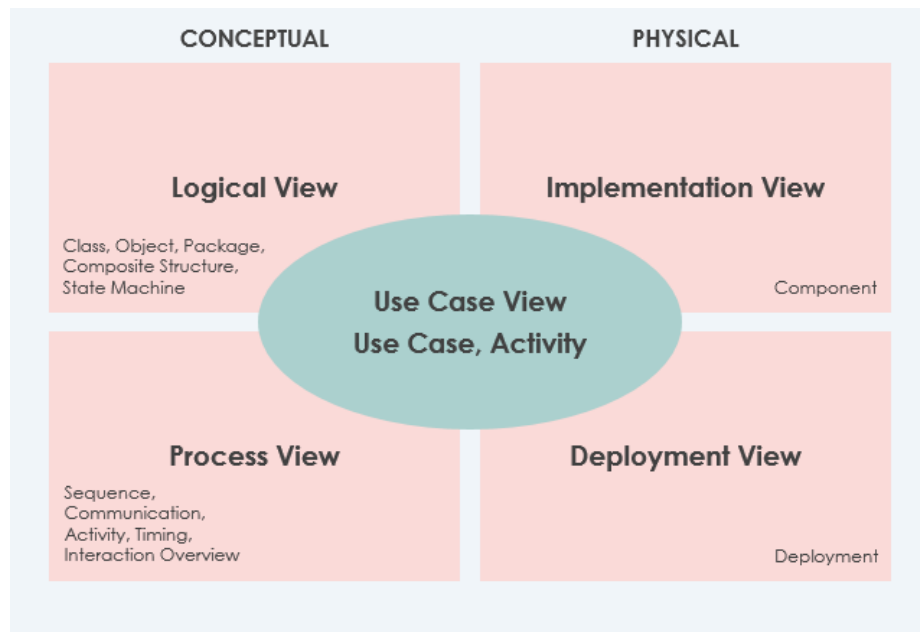 CONCEPTUAL
PHYSICAL
Logical View
Class, Object, Package,
Composite Structure,
State Machine
Implementation View
Component
Use Case View
Use Case, Activity
Process View
Sequence,
Communication,
Activity, Timing,
Interaction Overview
Deployment View
Deployment